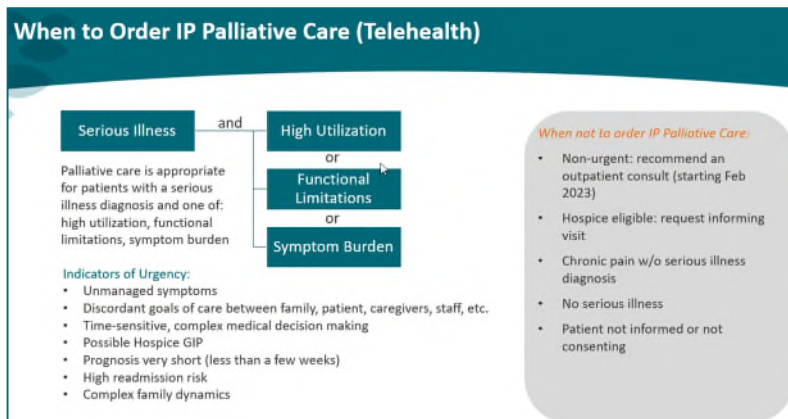 When to Order IP Palliative Care (Telehealth)
Serious Illness
and
High Utilization
or
Functional
Limitations
or
Symptom Burden
Palliative care is appropriate
for patients with a serious
illness diagnosis and one of:
high utilization, functional
limitations, symptom burden
Indicators of Urgency:
• Unmanaged symptoms
• Discordant goals of care between family, patient, caregivers, staff, etc.
• Time-sensitive, complex medical decision making
• Possible Hospice GIP
• Prognosis very short (less than a few weeks)
• High readmission risk
• Complex family dynamics
When not to order IP Palliative Care:
• Non-urgent: recommend an
outpatient consult (starting Feb
2023)
• Hospice eligible: request informing
visit
• Chronic pain w/o serious illness
diagnosis
• No serious illness
• Patient not informed or not
consenting